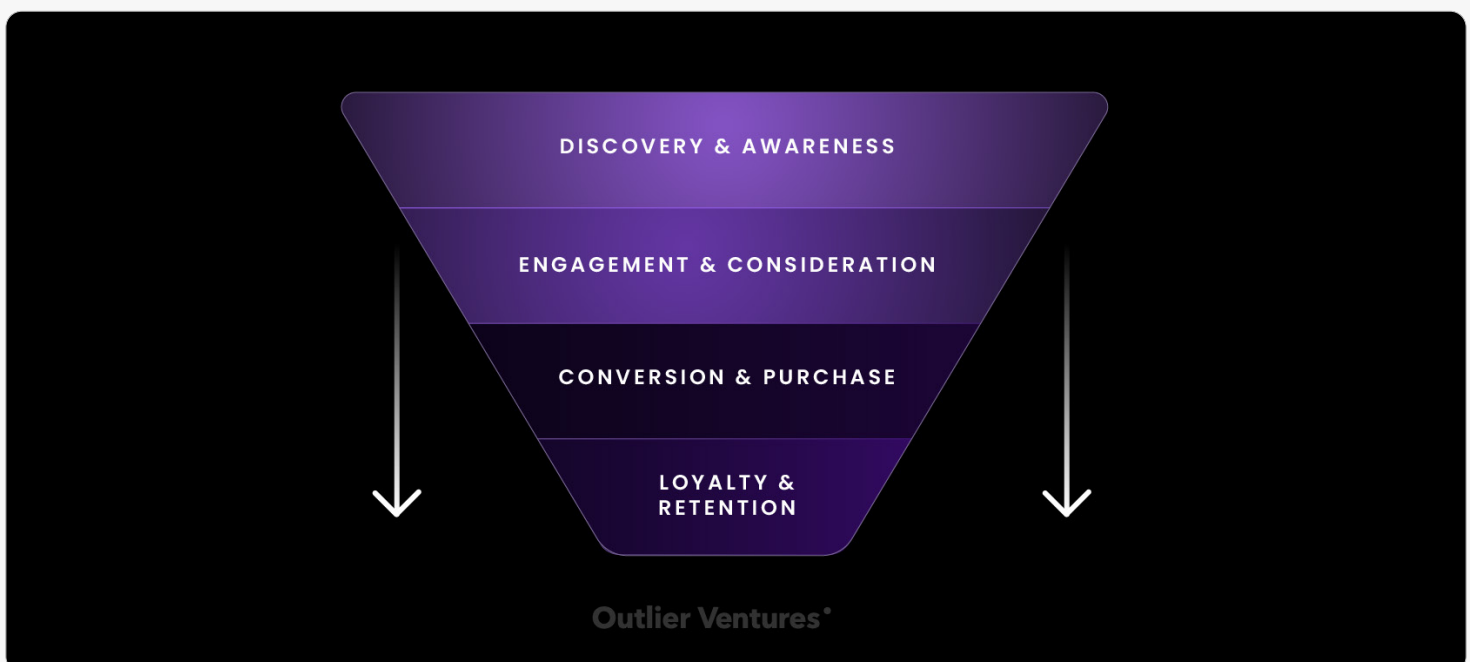 DISCOVERY & AWARENESS
ENGAGEMENT & CONSIDERATION
CONVERSION & PURCHASE
LOYALTY &
RETENTION
Outlier Ventures